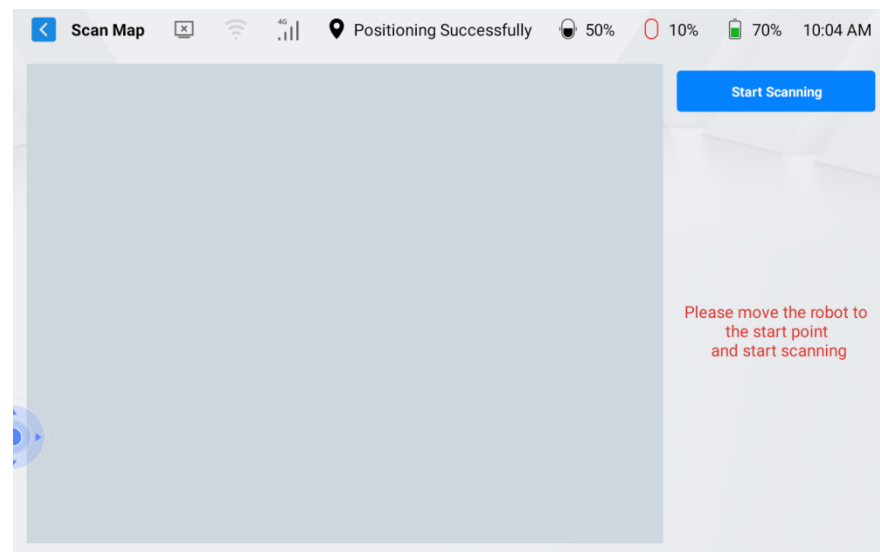 Scan Map 4G Positioning Successfully 50% 10% 70% 10:04 AM
Start Scanning
Please move the robot to
the start point
and start scanning